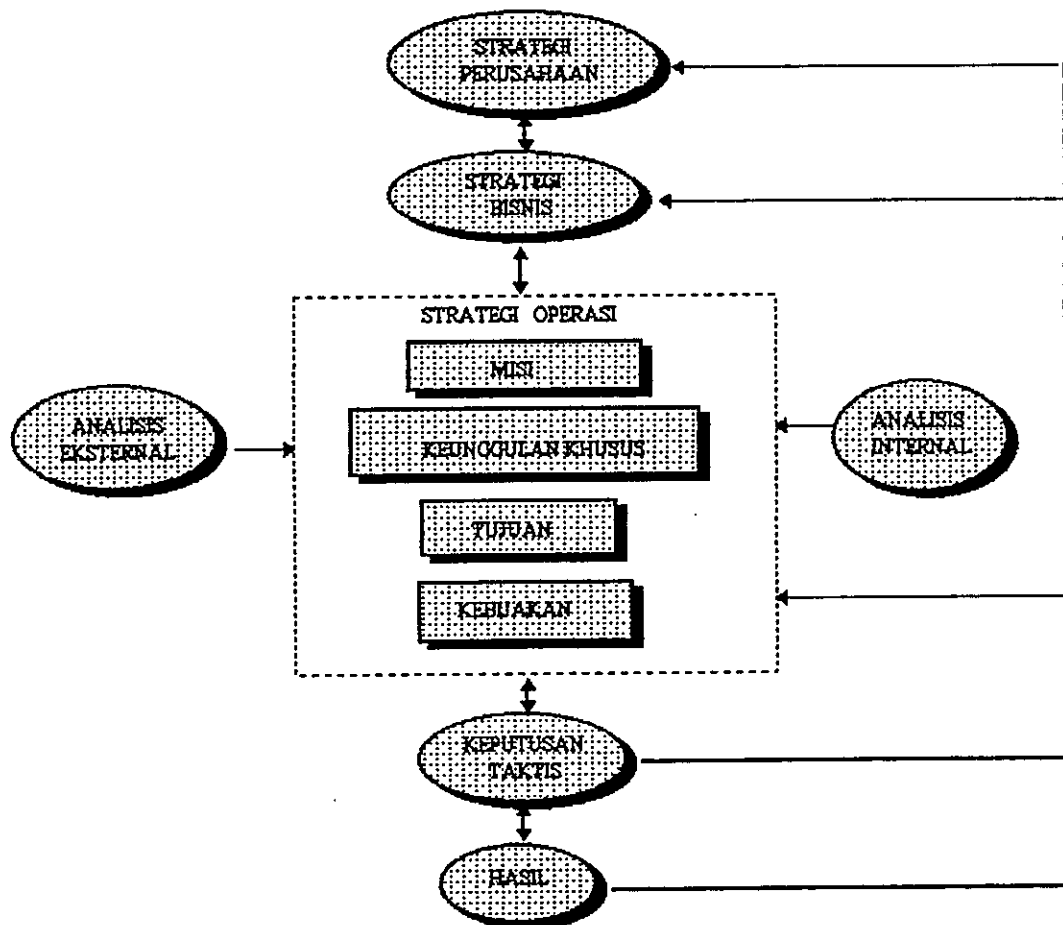 STRATEGI
PERUSAHAAN
STRATEGI
BISNIS
STRATEGI OPERASI
MISI
ANALISIS
EKSTERNAL
KEUNGGULAN KHUSUS
ANALISIS
INTERNAL
TUJUAN
KEBIJAKAN
KEPUTUSAN
TAKTIS
HASIL